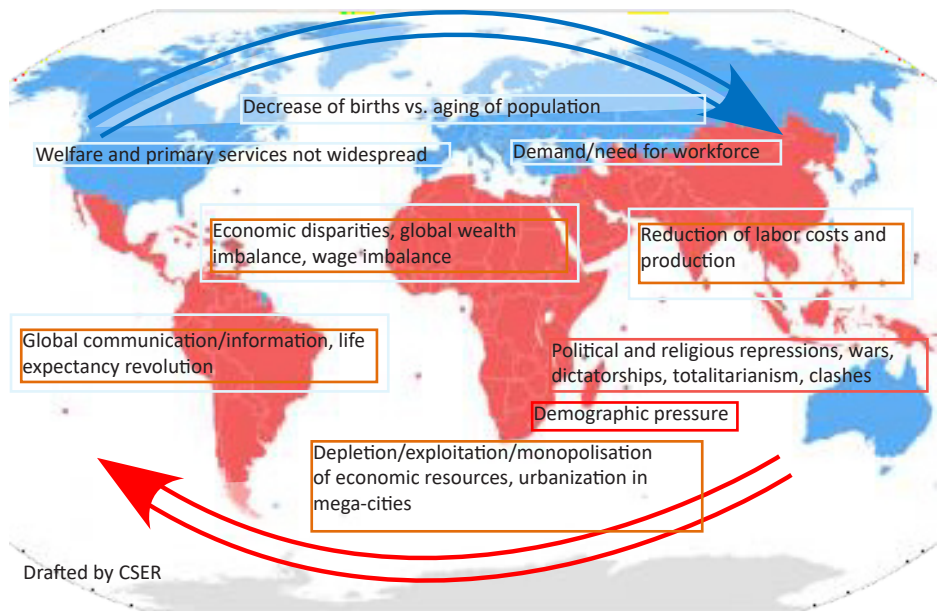 Decrease of births vs. aging of population
Welfare and primary services not widespread
Demand/need for workforce
Economic disparities, global wealth
imbalance, wage imbalance
Reduction of labor costs and
production
Global communication/information, life
expectancy revolution
Political and religious repressions, wars,
dictatorships, totalitarianism, clashes
Demographic pressure
Depletion/exploitation/monopolisation
of economic resources, urbanization in
mega-cities
Drafted by CSER